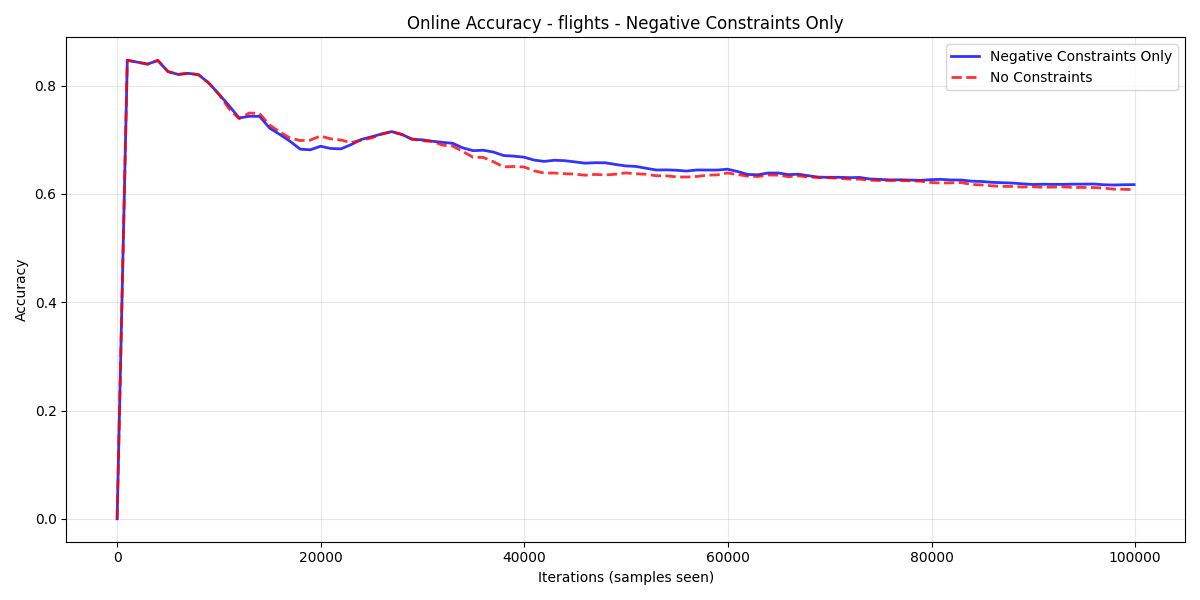 Online Accuracy - flights - Negative Constraints Only
Negative Constraints Only
No Constraints
Accuracy
0.8
0.6
0.4
0.2
0.0
0 20000 40000 60000 80000 100000
Iterations (samples seen)